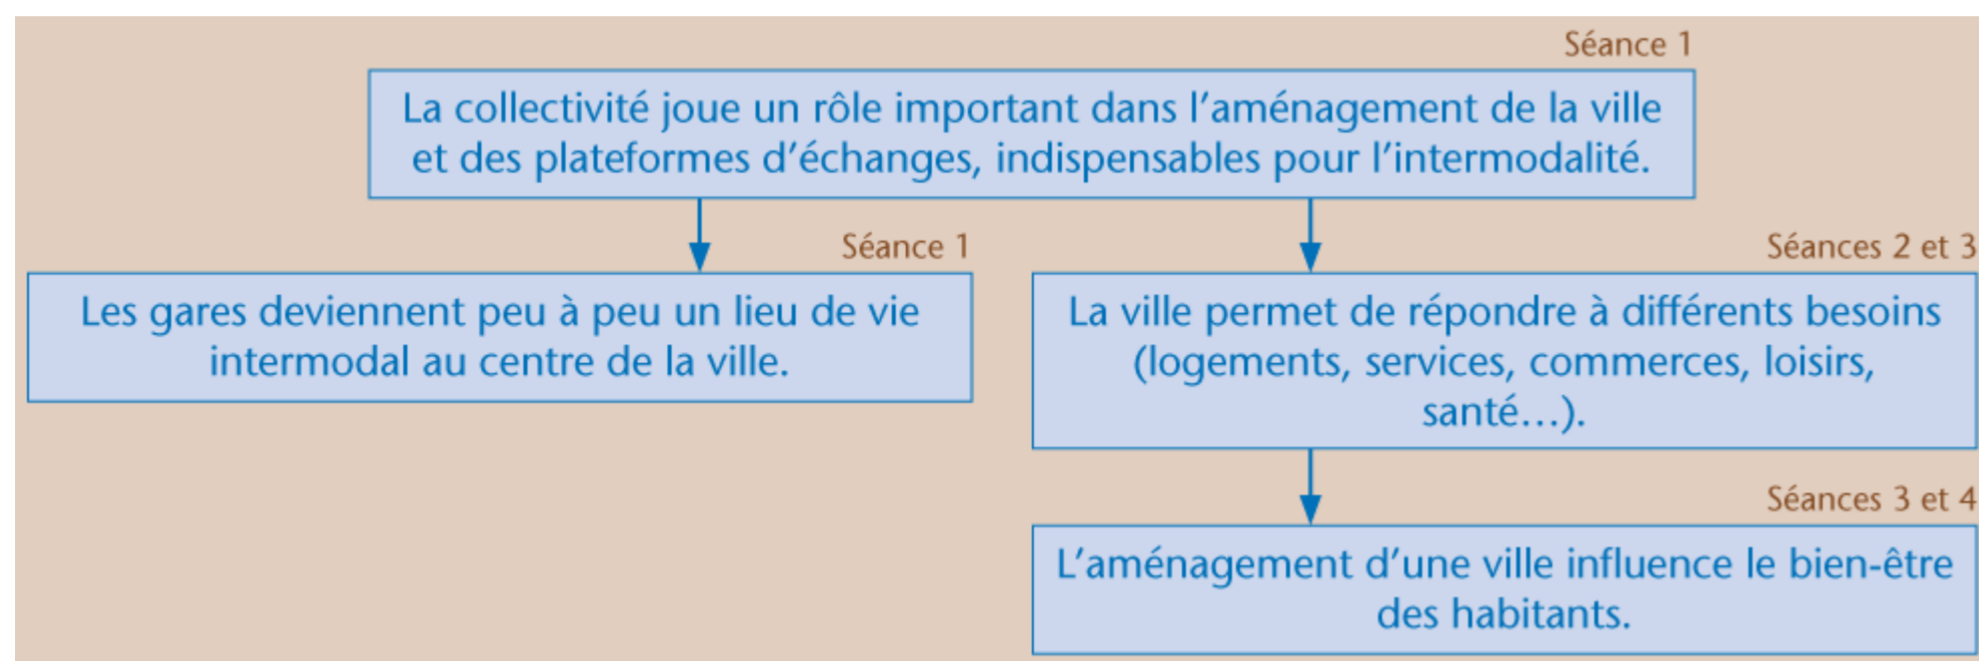 Séance 1
La collectivité joue un rôle important dans l’aménagement de la ville
et des plateformes d’échanges, indispensables pour l’intermodalité.
Séance 1
Les gares deviennent peu à peu un lieu de vie
intermodal au centre de la ville.
Séances 2 et 3
La ville permet de répondre à différents besoins
(logements, services, commerces, loisirs,
santé…).
Séances 3 et 4
L’aménagement d’une ville influence le bien-être
des habitants.